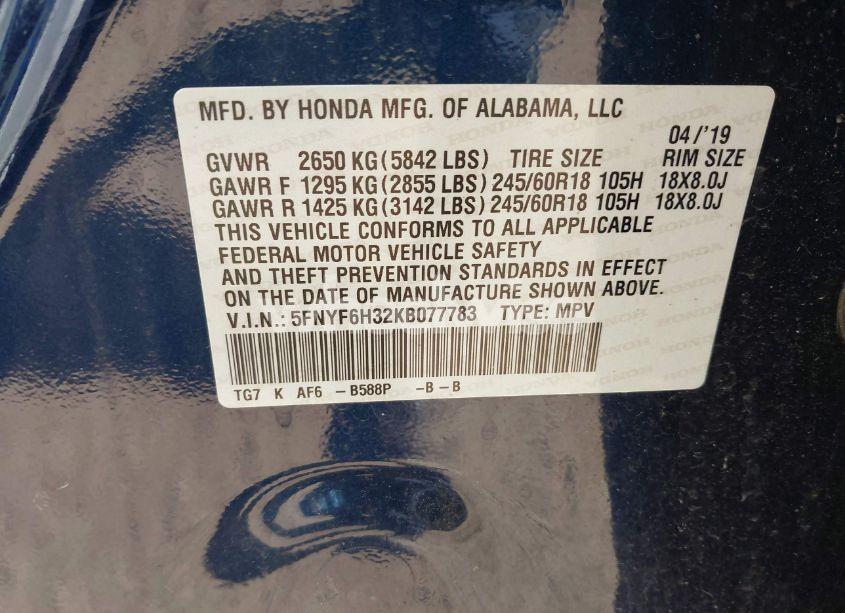 MFD. BY HONDA MFG. OF ALABAMA, LLC
04/'19
GVWR 2650 KG(5842 LBS) TIRE SIZE RIM SIZE
GAWR F 1295 KG(2855 LBS) 245/60R18 105H 18X8.0J
GAWR R 1425 KG(3142 LBS) 245/60R18 105H 18X8.0J
THIS VEHICLE CONFORMS TO ALL APPLICABLE
FEDERAL MOTOR VEHICLE SAFETY
AND THEFT PREVENTION STANDARDS IN EFFECT
ON THE DATE OF MANUFACTURE SHOWN ABOVE.
V.I.N.: 5FNYF6H32KB077783 TYPE: MPV
TG7 K AF6 -B588P -B-B